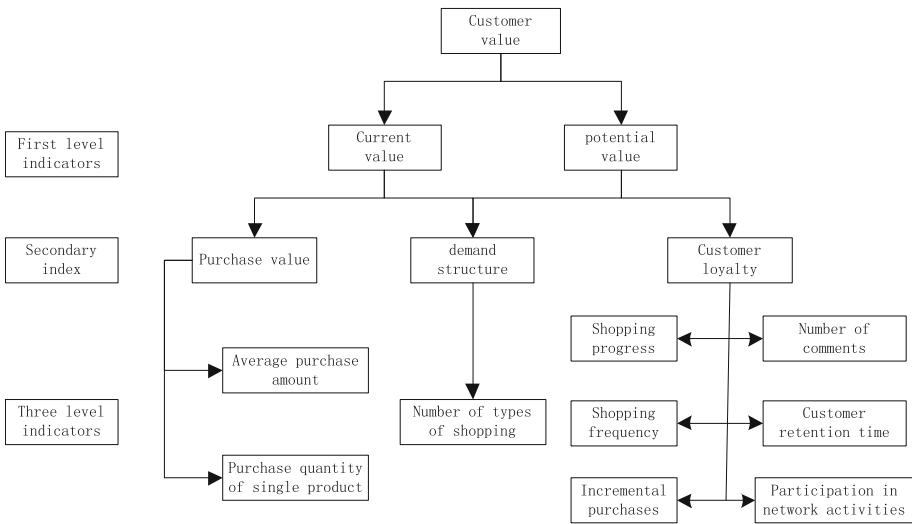 Customer
value
First level
indicators
Current
value
potential
value
Secondary
index
Purchase value
demand
structure
Customer
loyalty
Shopping
progress
Number of
comments
Average purchase
amount
Three level
indicators
Number of types
of shopping
Shopping
frequency
Customer
retention time
Purchase quantity
of single product
Incremental
purchases
Participation in
network activities